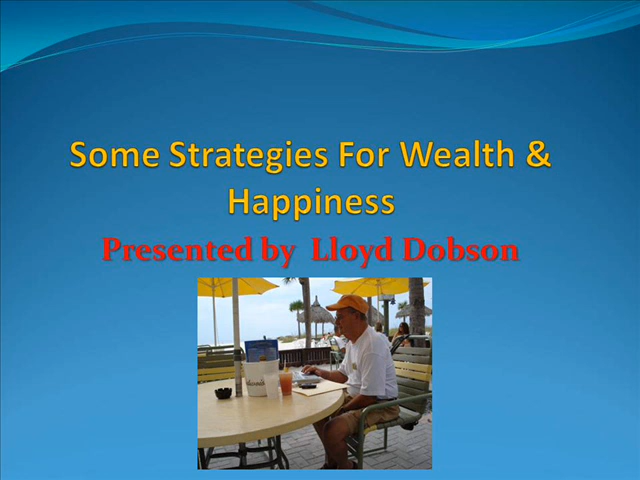 Some Strategies For Wealth &
Happiness
Presented by Lloyd Dobson